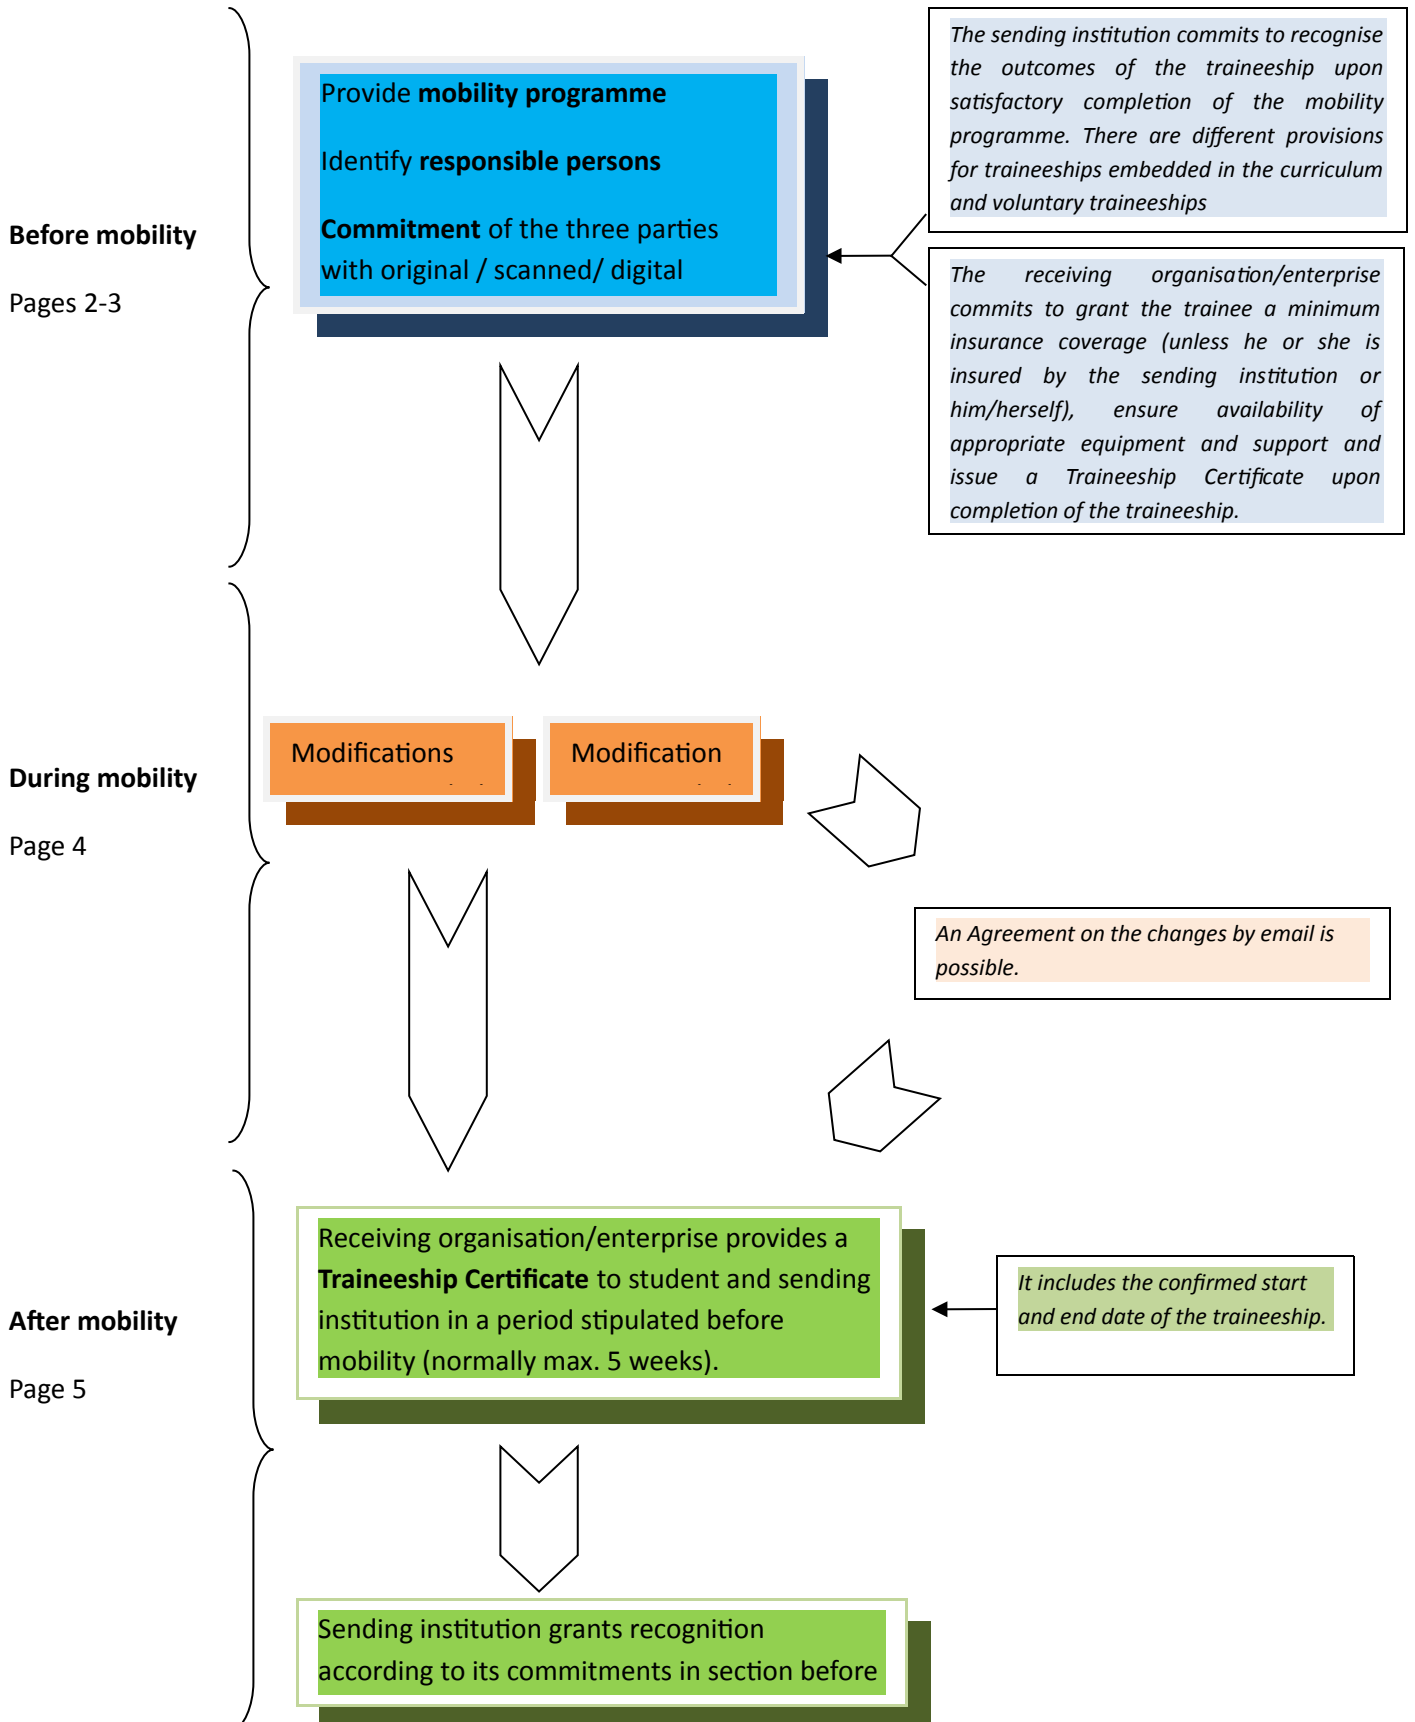 Before mobility
Pages 2-3
Provide mobility programme
Identify responsible persons
Commitment of the three parties
with original / scanned/ digital
The sending institution commits to recognise
the outcomes of the traineeship upon
satisfactory completion of the mobility
programme. There are different provisions
for traineeships embedded in the curriculum
and voluntary traineeships
The receiving organisation/enterprise
commits to grant the trainee a minimum
insurance coverage (unless he or she is
insured by the sending institution or
him/herself), ensure availability of
appropriate equipment and support and
issue a Traineeship Certificate upon
completion of the traineeship.
During mobility
Page 4
Modifications
Modification
An Agreement on the changes by email is
possible.
After mobility
Page 5
Receiving organisation/enterprise provides a
Traineeship Certificate to student and sending
institution in a period stipulated before
mobility (normally max. 5 weeks).
It includes the confirmed start
and end date of the traineeship.
Sending institution grants recognition
according to its commitments in section before